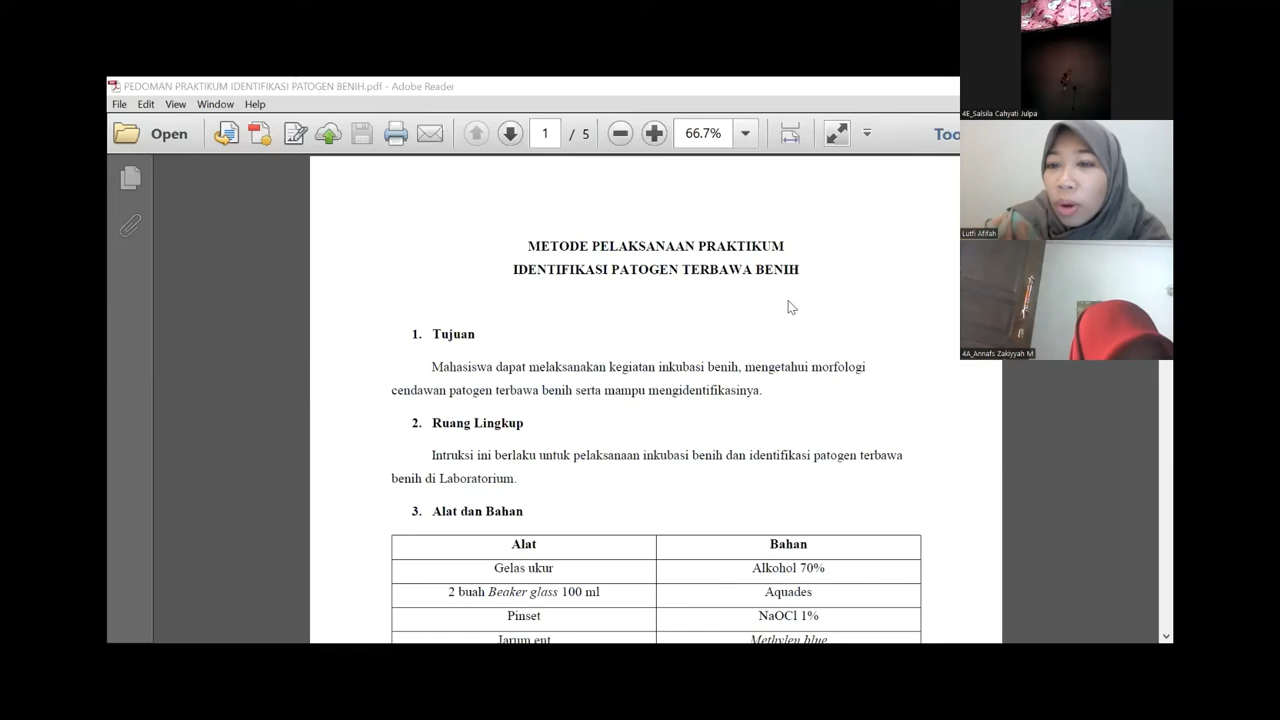 PEDOMAN PRAKTIKUM IDENTIFIKASI PATOGEN BENIH.pdf - Adobe Reader
File Edit View Window Help
Open 1 / 5 66.7% Too
METODE PELAKSANAAN PRAKTIKUM
IDENTIFIKASI PATOGEN TERBAWA BENIH
1. Tujuan
Mahasiswa dapat melaksanakan kegiatan inkubasi benih, mengetahui morfologi
cendawan patogen terbawa benih serta mampu mengidentifikasinya.
2. Ruang Lingkup
Intruksi ini berlaku untuk pelaksanaan inkubasi benih dan identifikasi patogen terbawa
benih di Laboratorium.
3. Alat dan Bahan
Alat Bahan
Gelas ukur Alkohol 70%
2 buah Beaker glass 100 ml Aquades
Pinset NaOCl 1%
Jarum ent Methylen blue
4E_Salsila Cahyati Julpa
Lutfi Afifah
4A_Annafs Zakiyyah M